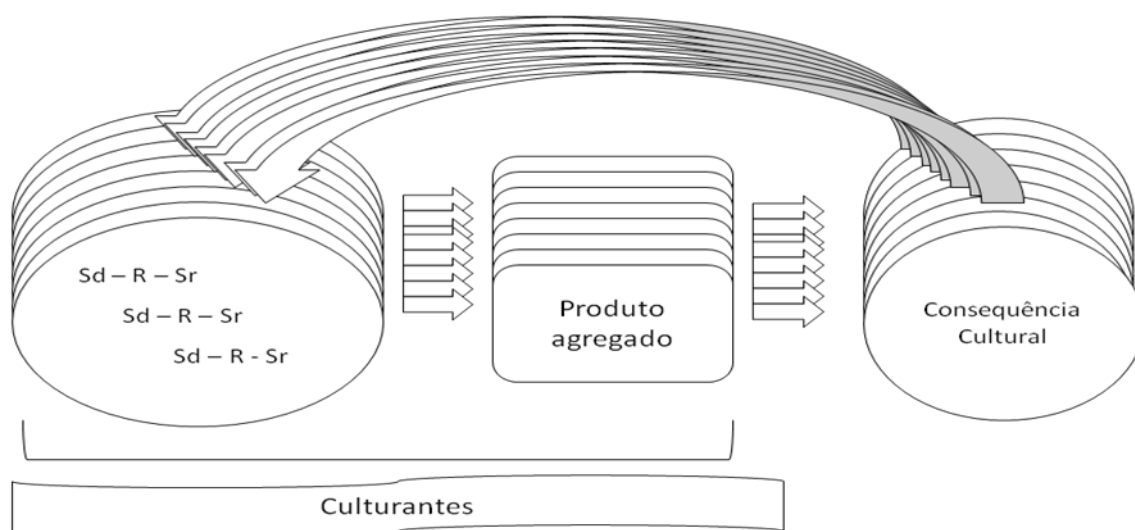 Sd – R – Sr
Sd – R – Sr
Sd – R - Sr
Produto
agregado
Consequência
Cultural
Culturantes